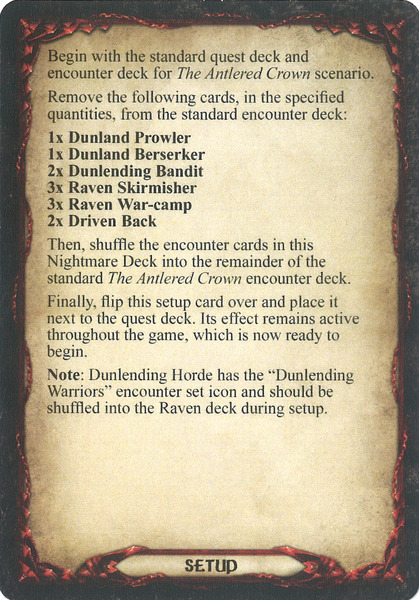 Begin with the standard quest deck and
encounter deck for The Antlered Crown scenario.
Remove the following cards, in the specified
quantities, from the standard encounter deck:
1x Dunland Prowler
1x Dunland Berserker
2x Dunlending Bandit
3x Raven Skirmisher
3x Raven War-camp
2x Driven Back
Then, shuffle the encounter cards in this
Nightmare Deck into the remainder of the
standard The Antlered Crown encounter deck.
Finally, flip this setup card over and place it
next to the quest deck. Its effect remains active
throughout the game, which is now ready to
begin.
Note: Dunlending Horde has the “Dunlending
Warriors” encounter set icon and should be
shuffled into the Raven deck during setup.
SETUP